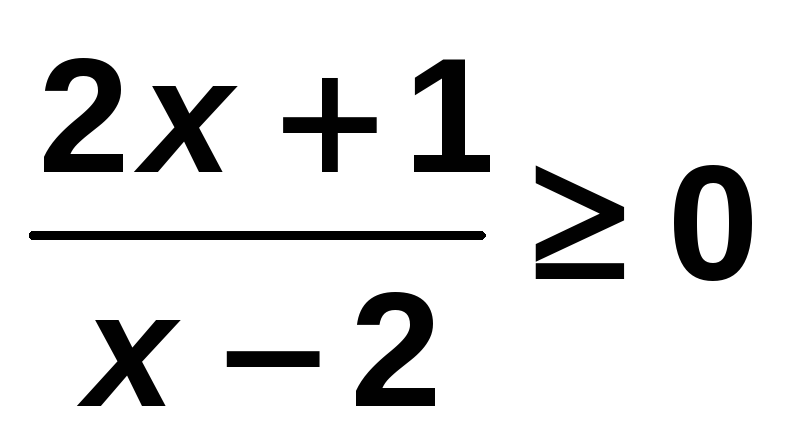 2x + 1
≥ 0
x − 2